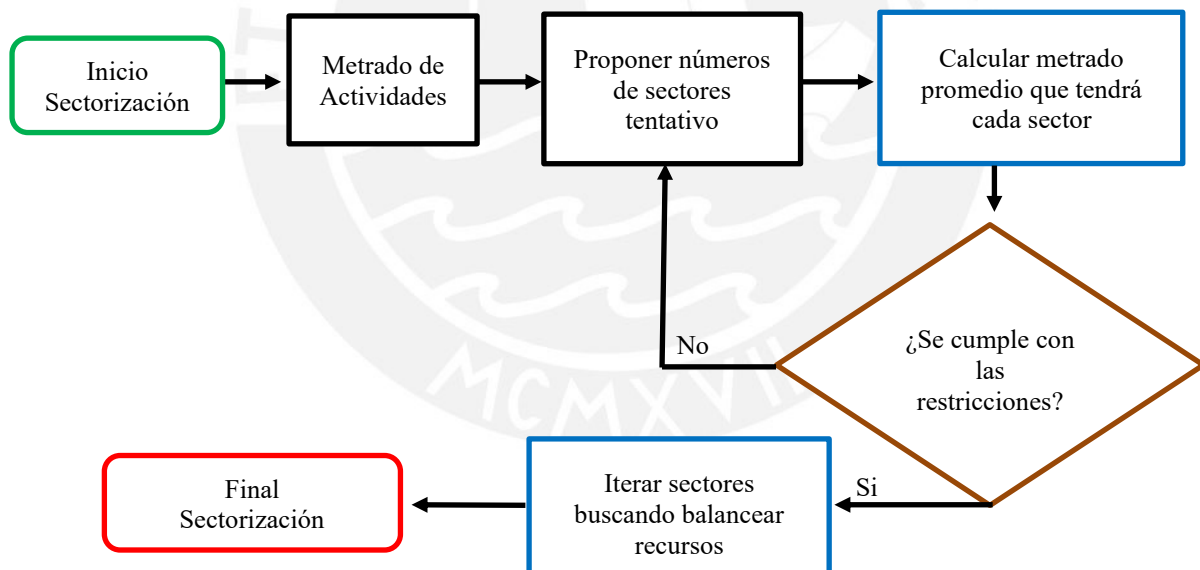 Inicio
Sectorización
Metrado de
Actividades
Proponer números
de sectores
tentativo
Calcular metrado
promedio que tendrá
cada sector
¿Se cumple con
las
restricciones?
No
Si
Iterar sectores
buscando balancear
recursos
Final
Sectorización
MCMXVII